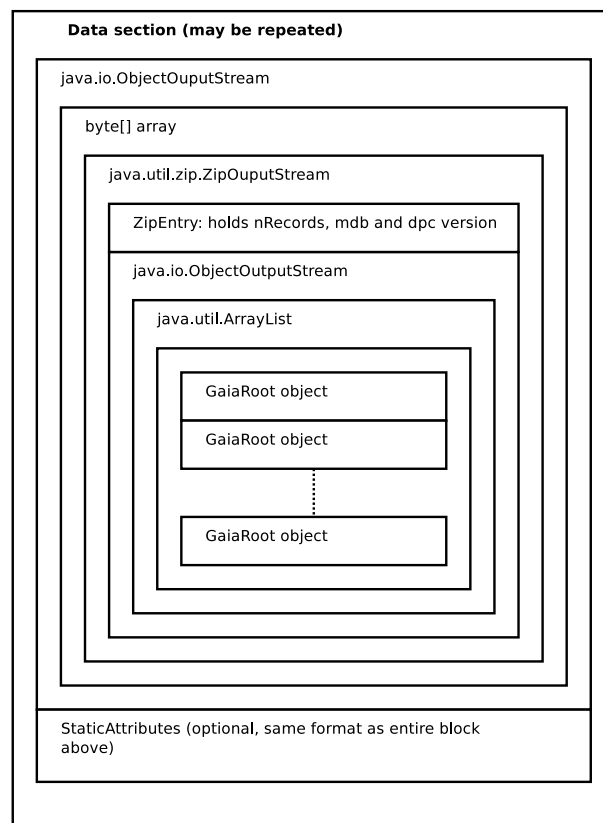 Data section (may be repeated)
java.io.ObjectOuputStream
byte[] array
java.util.zip.ZipOuputStream
ZipEntry: holds nRecords, mdb and dpc version
java.io.ObjectOutputStream
java.util.ArrayList
GaiaRoot object
GaiaRoot object
GaiaRoot object
StaticAttributes (optional, same format as entire block
above)